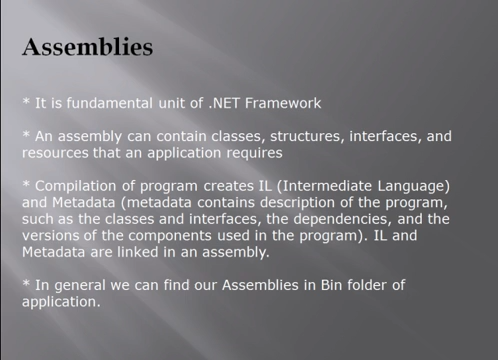 Assemblies
* It is fundamental unit of .NET Framework
* An assembly can contain classes, structures, interfaces, and
resources that an application requires
* Compilation of program creates IL (Intermediate Language)
and Metadata (metadata contains description of the program,
such as the classes and interfaces, the dependencies, and the
versions of the components used in the program). IL and
Metadata are linked in an assembly.
* In general we can find our Assemblies in Bin folder of
application.